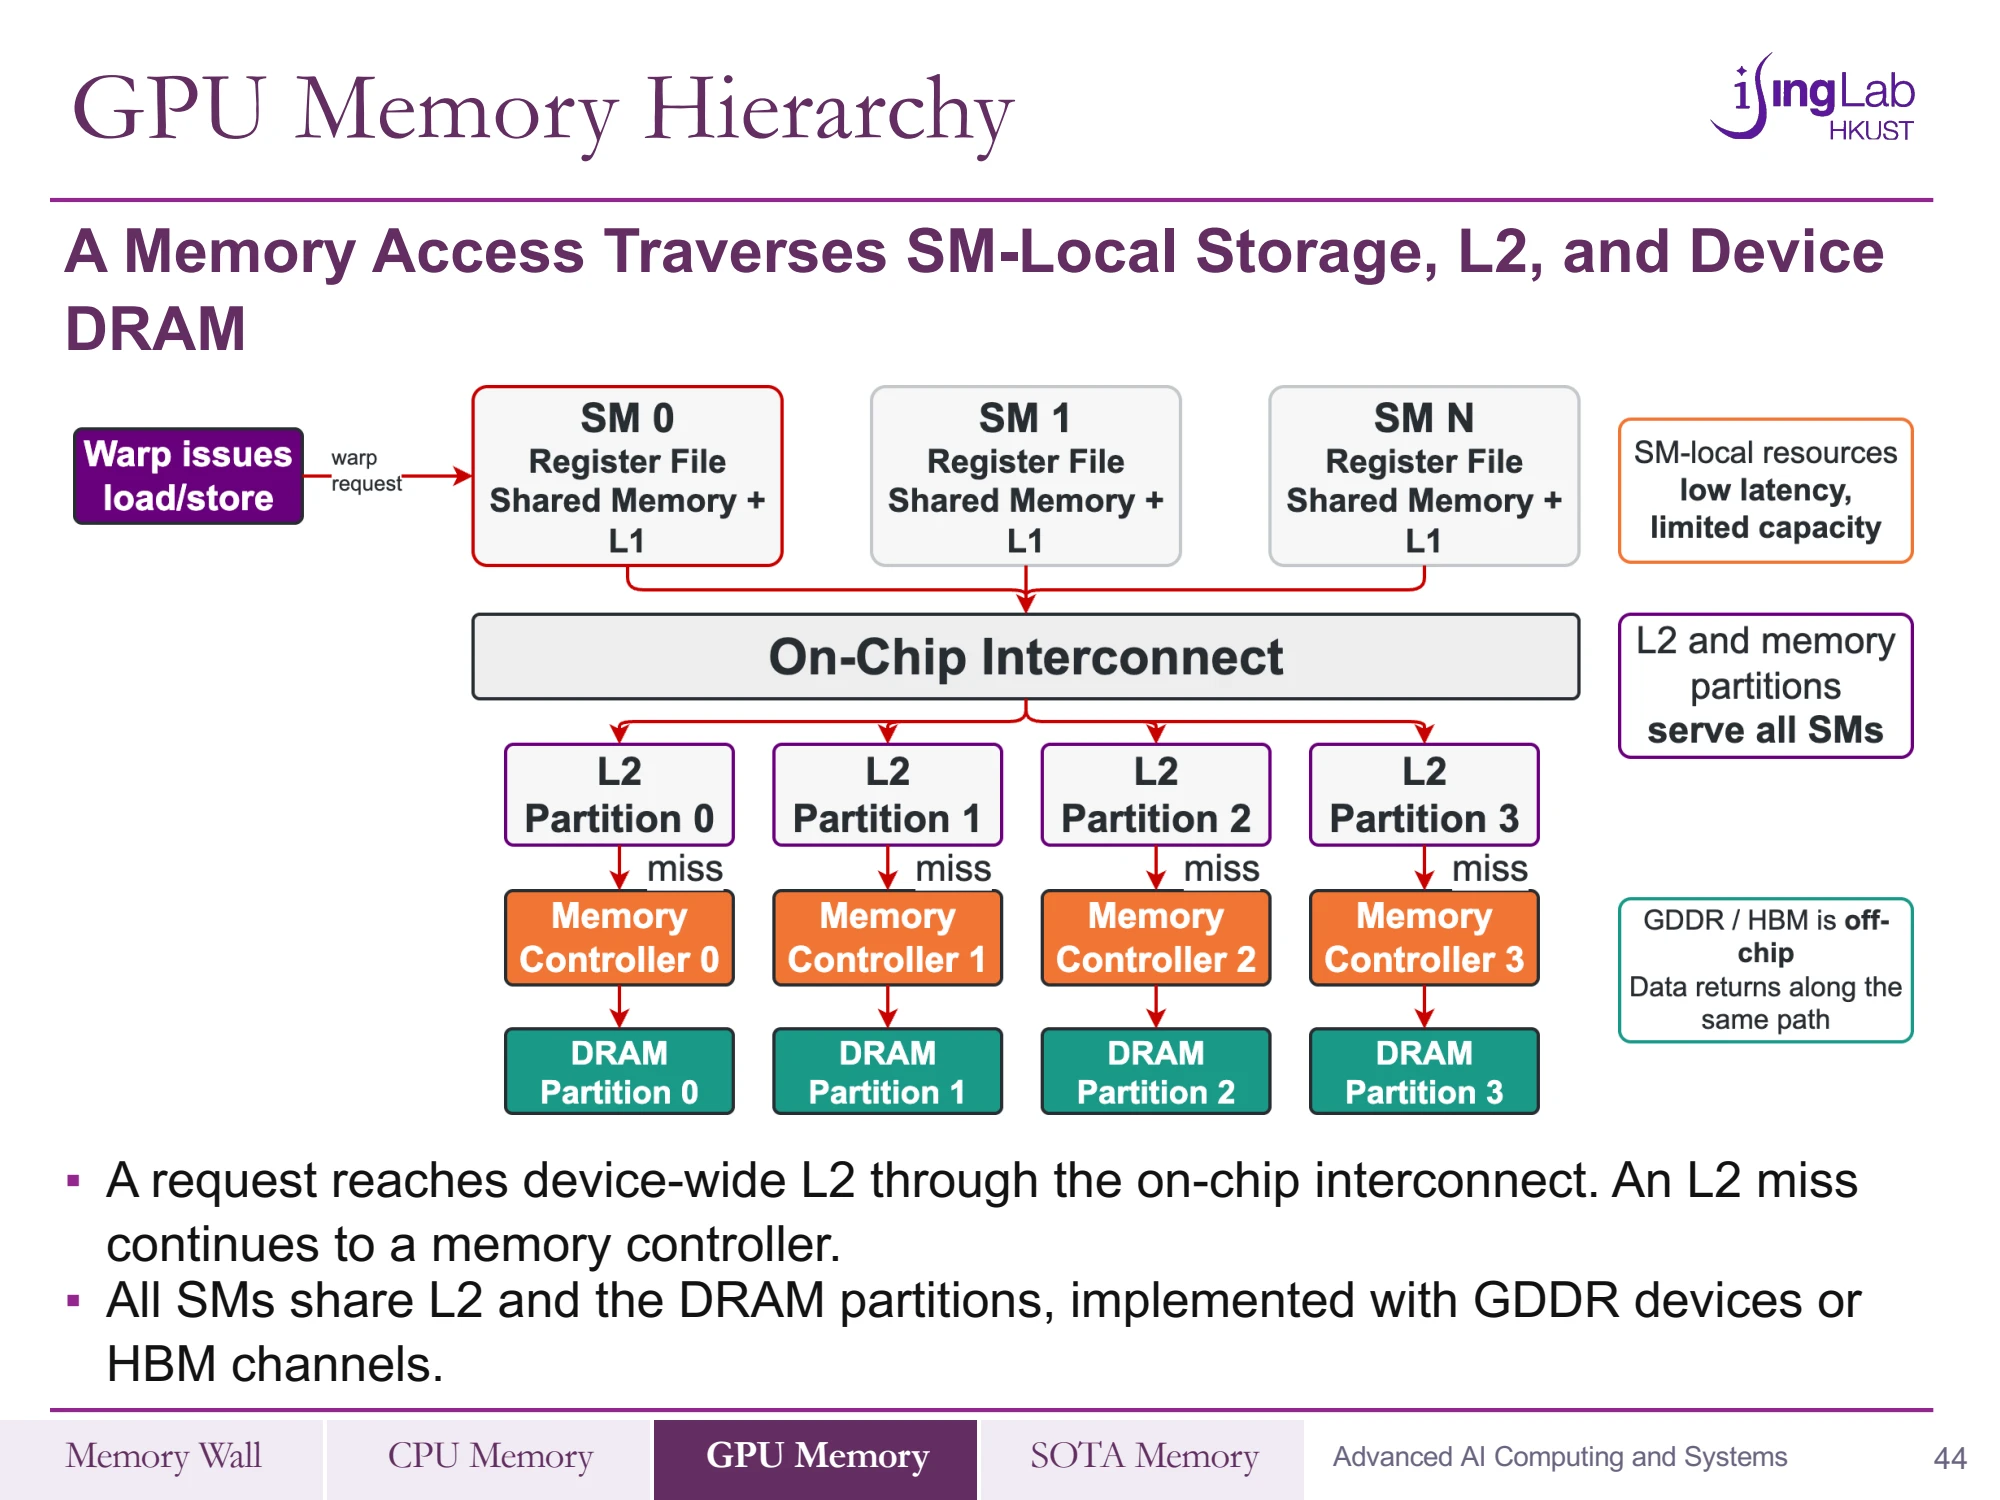 GPU Memory Hierarchy
iSingLab
HKUST
A Memory Access Traverses SM-Local Storage, L2, and Device
DRAM
Warp issues
load/store
warp
request
SM 0
Register File
Shared Memory +
L1
SM 1
Register File
Shared Memory +
L1
SM N
Register File
Shared Memory +
L1
SM-local resources
low latency,
limited capacity
On-Chip Interconnect
L2 and memory
partitions
serve all SMs
L2
Partition 0
L2
Partition 1
L2
Partition 2
L2
Partition 3
miss
miss
miss
miss
Memory
Controller 0
Memory
Controller 1
Memory
Controller 2
Memory
Controller 3
GDDR / HBM is off-
chip
Data returns along the
same path
DRAM
Partition 0
DRAM
Partition 1
DRAM
Partition 2
DRAM
Partition 3
▪ A request reaches device-wide L2 through the on-chip interconnect. An L2 miss
continues to a memory controller.
▪ All SMs share L2 and the DRAM partitions, implemented with GDDR devices or
HBM channels.
Memory Wall
CPU Memory
GPU Memory
SOTA Memory
Advanced AI Computing and Systems
44